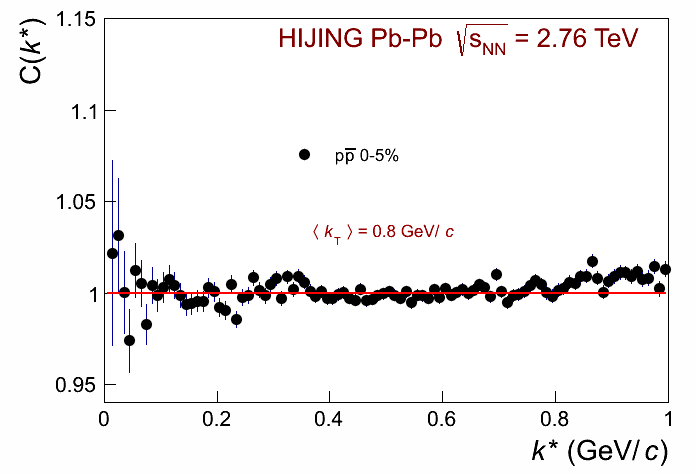 HIJING Pb-Pb √sNN = 2.76 TeV
pp̅ 0-5%
⟨ kT ⟩ = 0.8 GeV/ c
C(k*)
1.15
1.1
1.05
1
0.95
0 0.2 0.4 0.6 0.8 1
k* (GeV/ c)